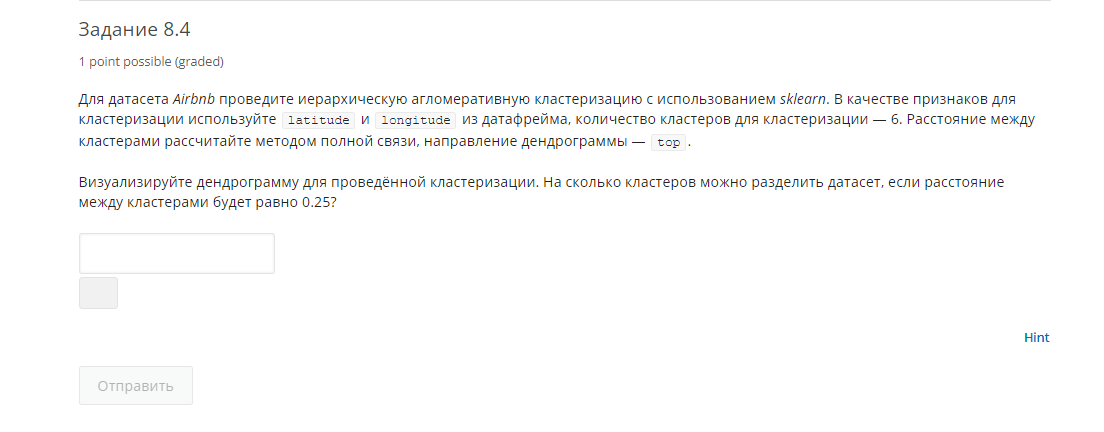 Задание 8.4
1 point possible (graded)
Для датасета Airbnb проведите иерархическую агломеративную кластеризацию с использованием sklearn. В качестве признаков для
кластеризации используйте latitude и longitude из датафрейма, количество кластеров для кластеризации — 6. Расстояние между
кластерами рассчитайте методом полной связи, направление дендрограммы — top.
Визуализируйте дендрограмму для проведённой кластеризации. На сколько кластеров можно разделить датасет, если расстояние
между кластерами будет равно 0.25?
Hint
Отправить